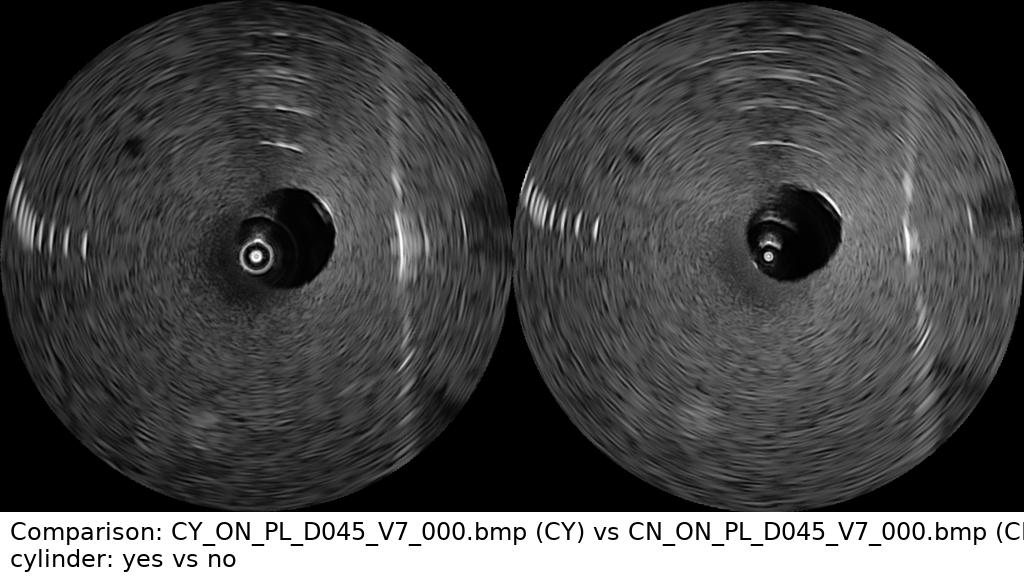 Comparison: CY_ON_PL_D045_V7_000.bmp (CY) vs CN_ON_PL_D045_V7_000.bmp (C
cylinder: yes vs no